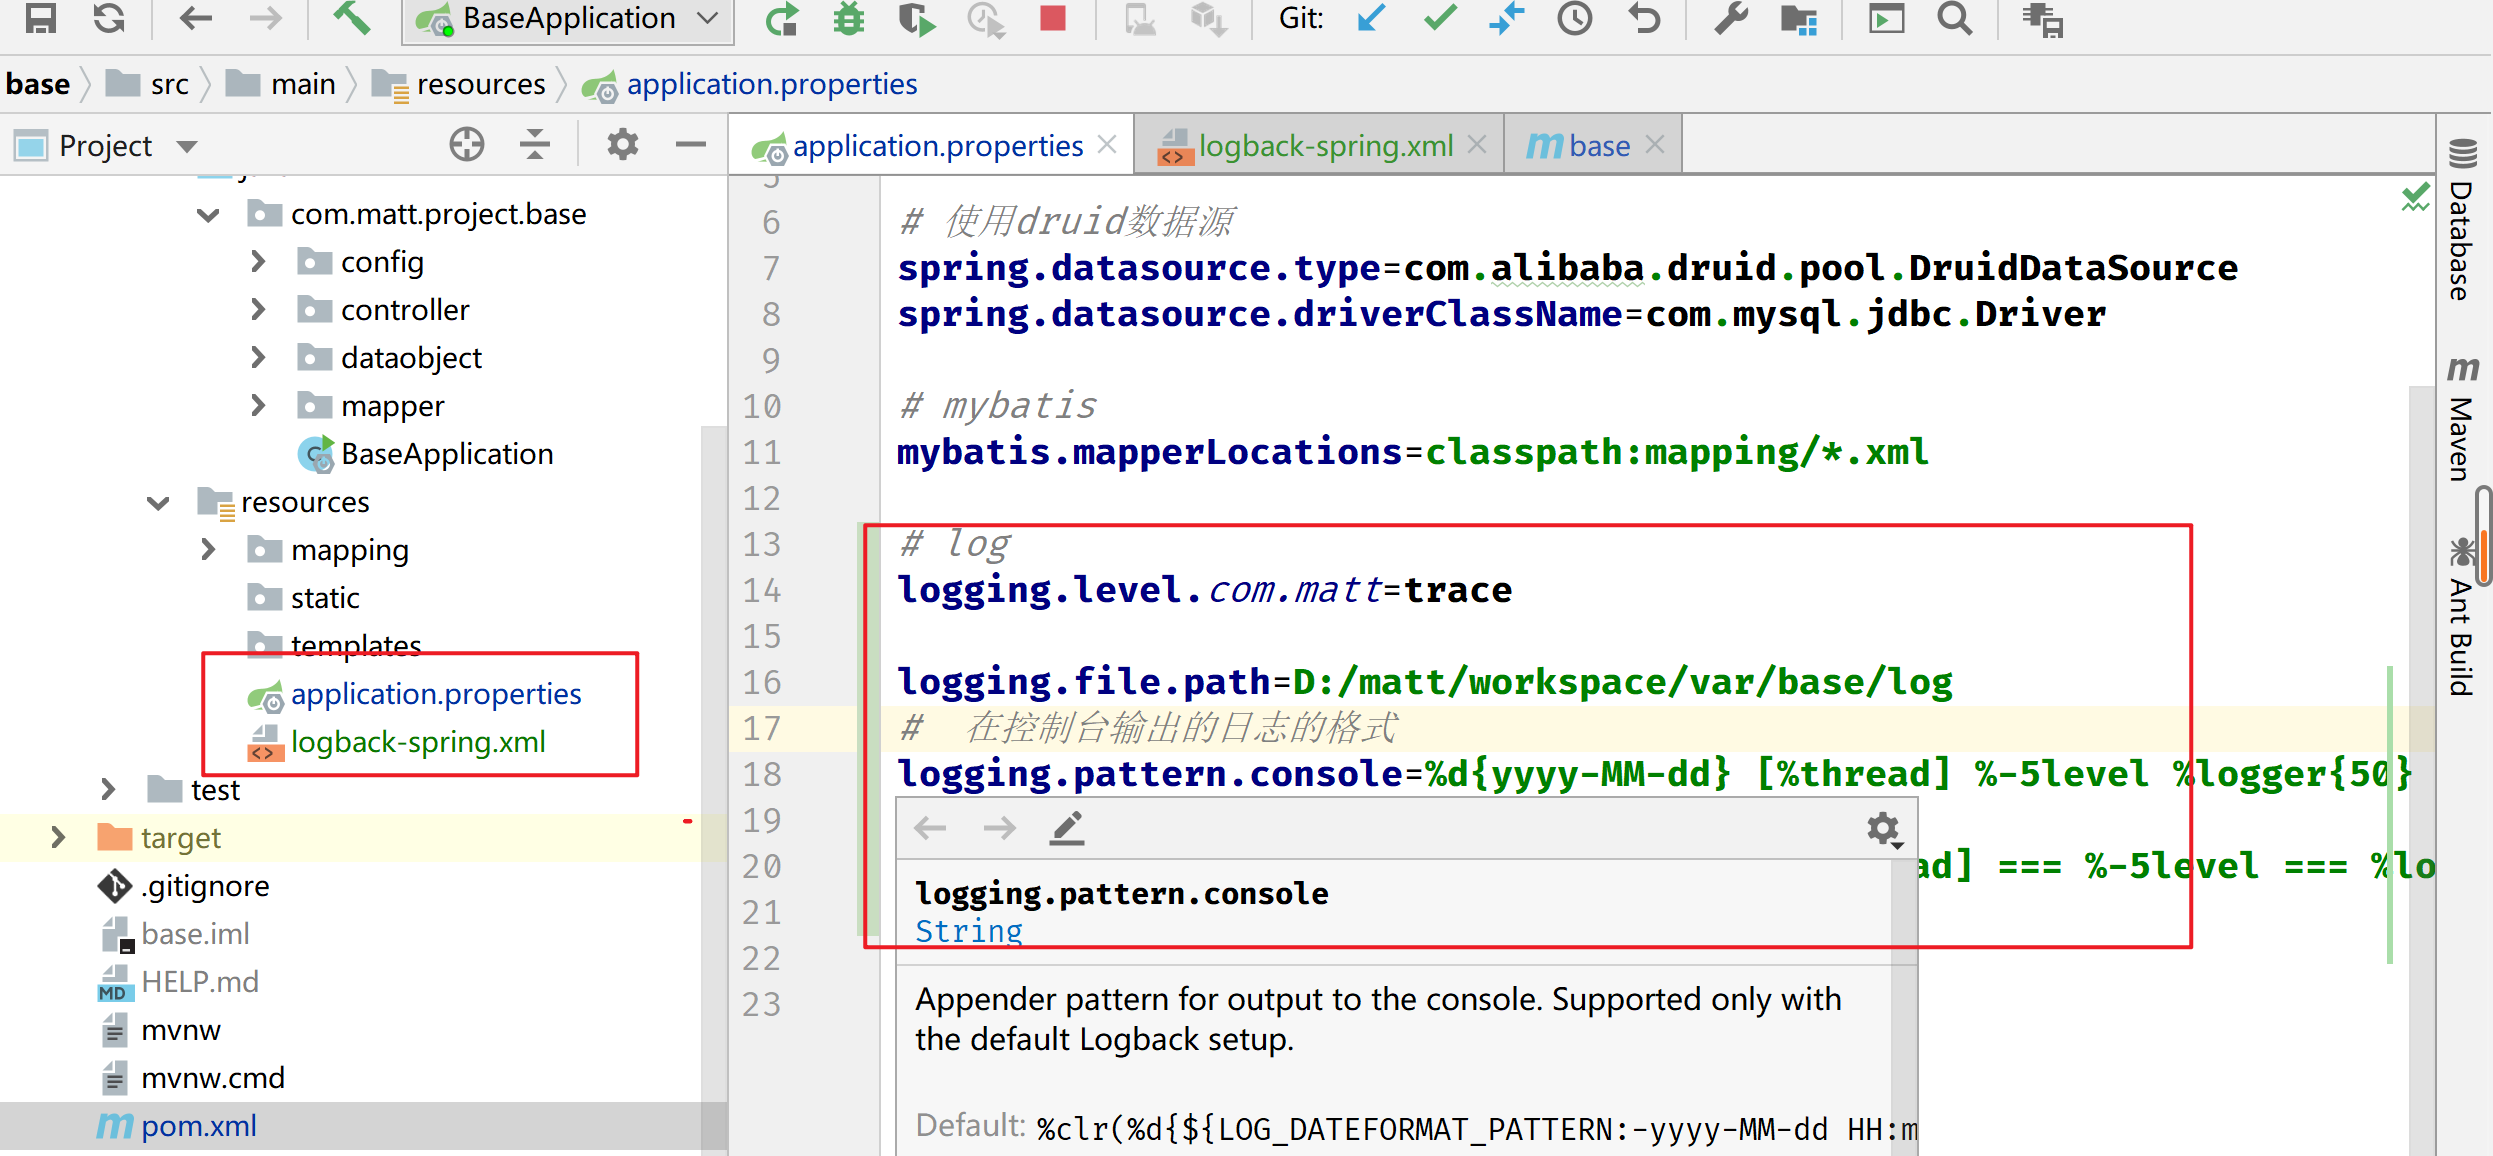 BaseApplication
Git:
base src main resources application.properties
Project
application.properties
logback-spring.xml
base
com.matt.project.base
config
controller
dataobject
mapper
BaseApplication
resources
mapping
static
templates
application.properties
logback-spring.xml
test
target
.gitignore
base.iml
HELP.md
mvnw
mvnw.cmd
pom.xml
5
6 # 使用druid数据源
7 spring.datasource.type=com.alibaba.druid.pool.DruidDataSource
8 spring.datasource.driverClassName=com.mysql.jdbc.Driver
9
10 # mybatis
11 mybatis.mapperLocations=classpath:mapping/*.xml
12
13 # log
14 logging.level.com.matt=trace
15
16 logging.file.path=D:/matt/workspace/var/base/log
17 # 在控制台输出的日志的格式
18 logging.pattern.console=%d{yyyy-MM-dd} [%thread] %-5level %logger{50}
19
20 ad] === %-5level === %lo
21
22
23
logging.pattern.console
String
Appender pattern for output to the console. Supported only with
the default Logback setup.
Default: %clr(%d{${LOG_DATEFORMAT_PATTERN:-yyyy-MM-dd HH:m
Database
Maven
Ant Build